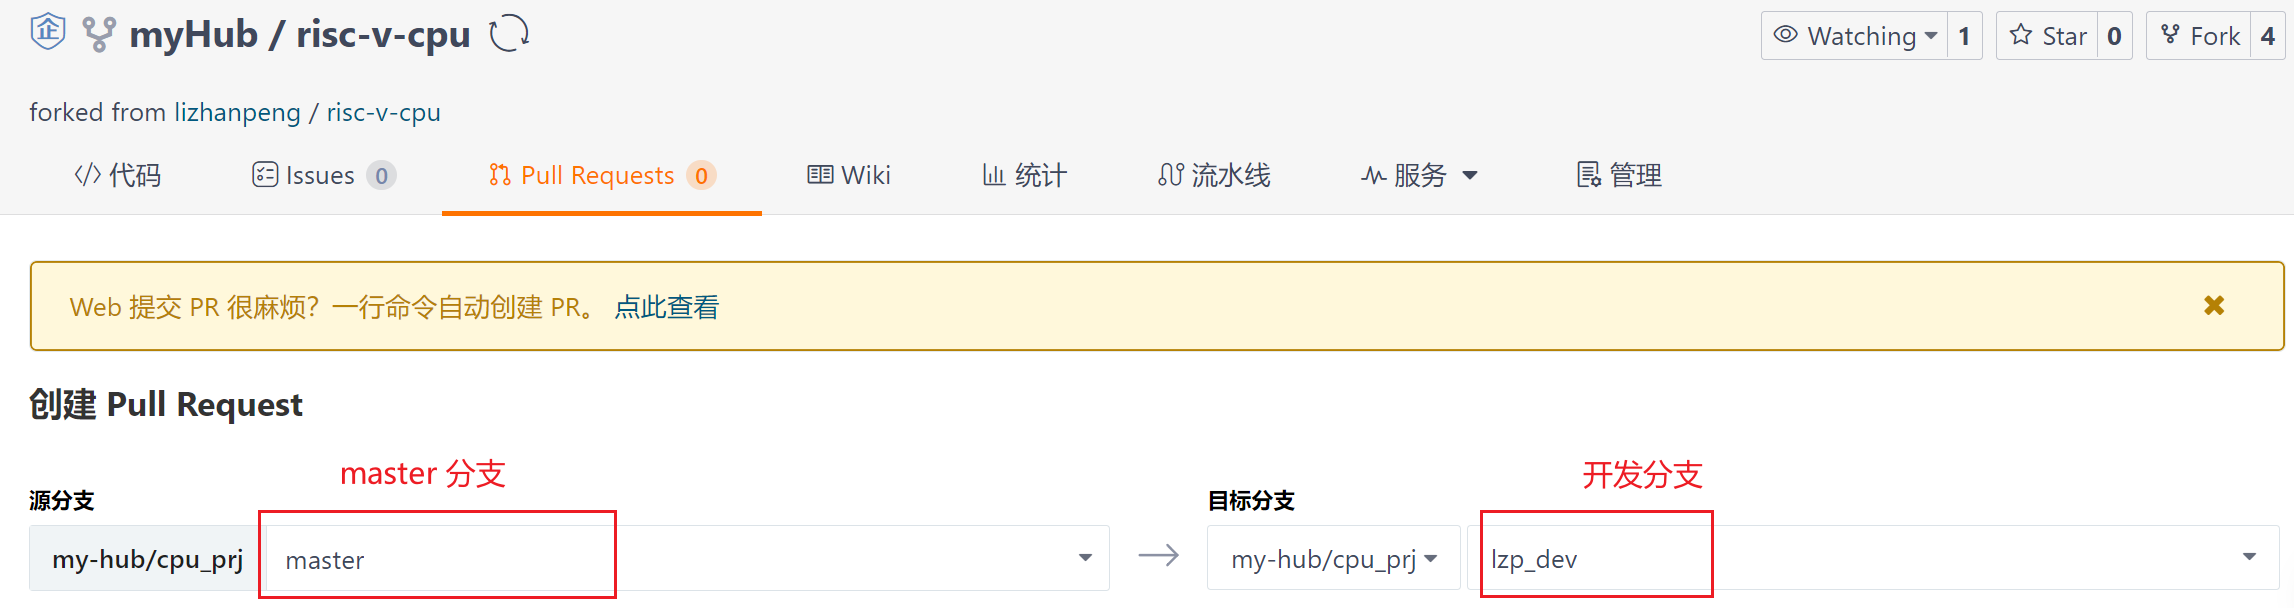 企 myHub / risc-v-cpu
Watching 1 Star 0 Fork 4
forked from lizhanpeng / risc-v-cpu
代码 Issues 0 Pull Requests 0 Wiki 统计 流水线 服务 管理
Web 提交 PR 很麻烦？一行命令自动创建 PR。 点此查看
创建 Pull Request
master 分支 开发分支
源分支 目标分支
my-hub/cpu_prj master my-hub/cpu_prj lzp_dev